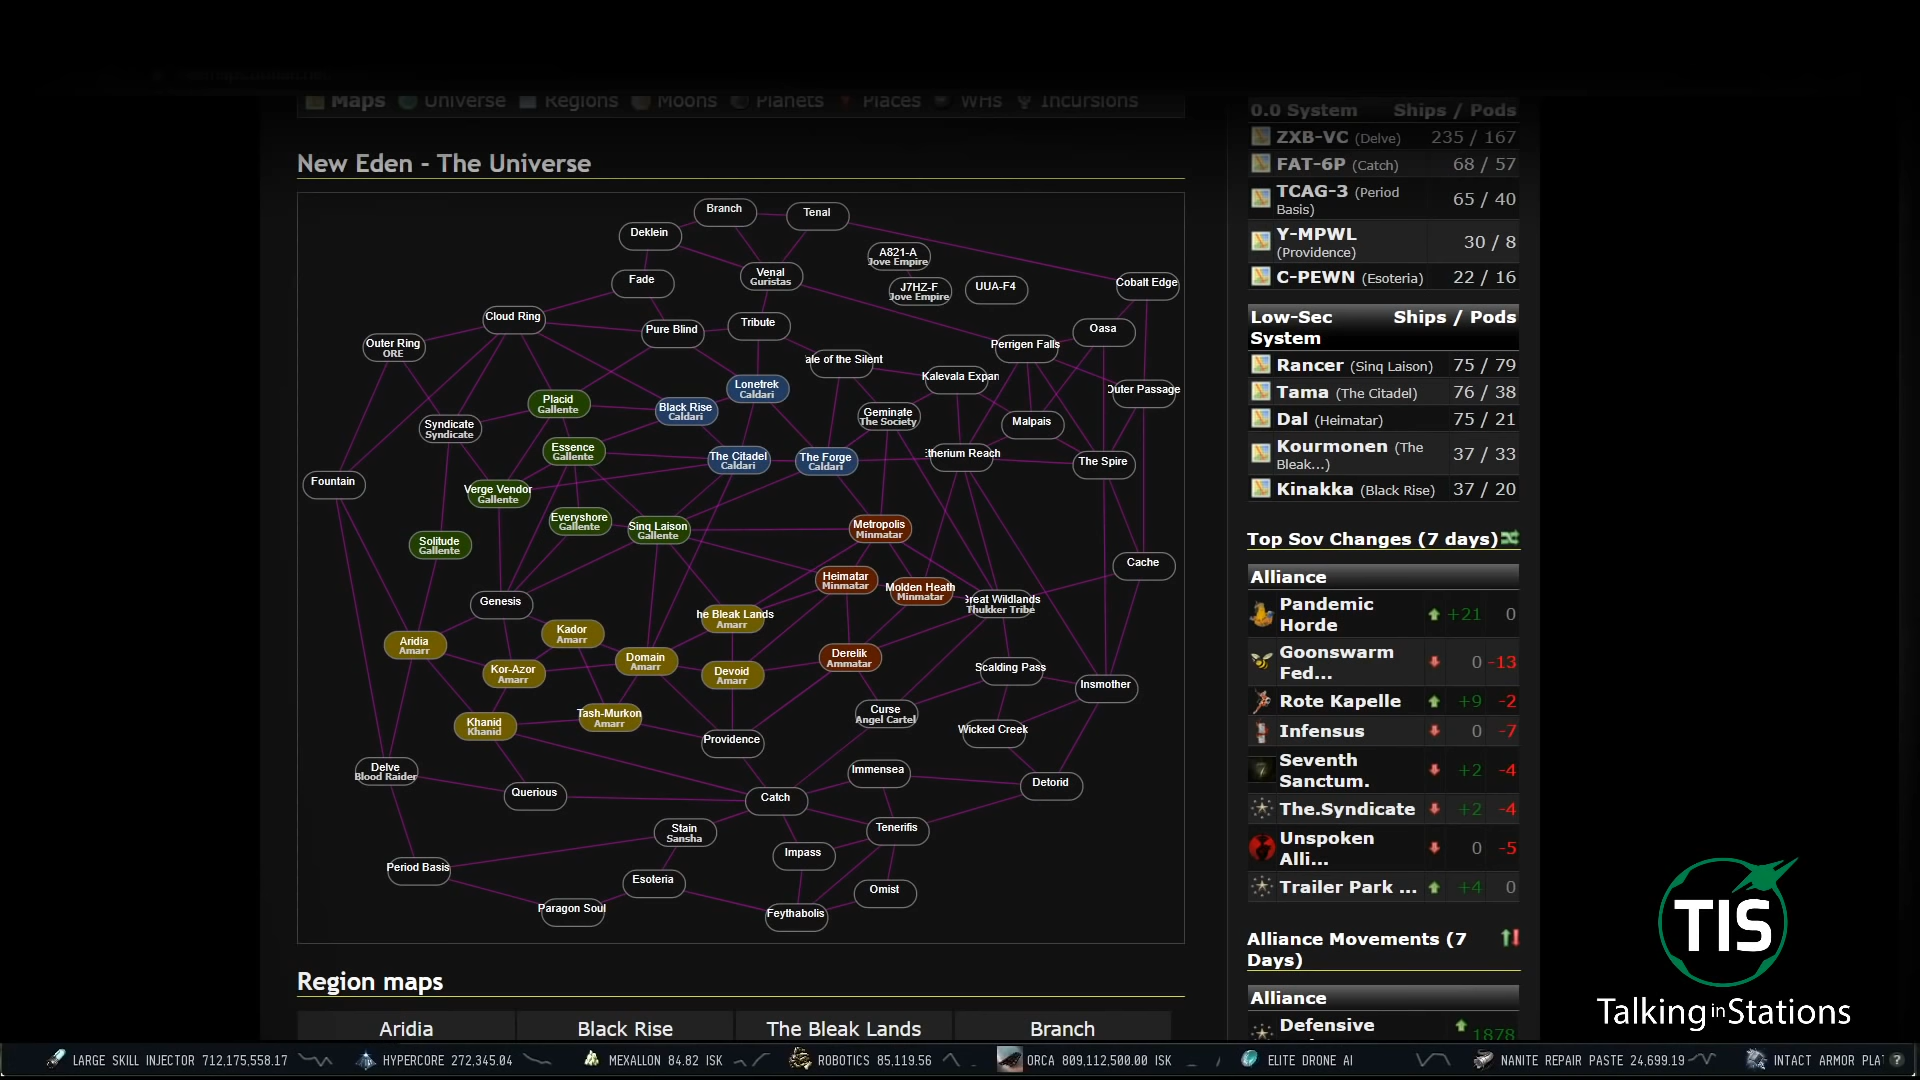 Maps Universe Regions Moons Planets Places WHs Incursions
New Eden - The Universe
Branch
Tenal
Deklein
A821-A
Jove Empire
Venal
Guristas
Fade
J7HZ-F
Jove Empire
UUA-F4
Cobalt Edge
Cloud Ring
Pure Blind
Tribute
Oasa
Outer Ring
ORE
Perrigen Falls
ale of the Silent
Kalevala Expan
Lonetrek
Caldari
Outer Passage
Placid
Gallente
Black Rise
Caldari
Geminate
The Society
Malpais
Syndicate
Syndicate
Essence
Gallente
The Citadel
Caldari
The Forge
Caldari
Etherium Reach
The Spire
Fountain
Verge Vendor
Gallente
Everyshore
Gallente
Sinq Laison
Gallente
Metropolis
Minmatar
Solitude
Gallente
Cache
Heimatar
Minmatar
Molden Heath
Minmatar
Great Wildlands
Thukker Tribe
Genesis
The Bleak Lands
Amarr
Kador
Amarr
Aridia
Amarr
Domain
Amarr
Derelik
Ammatar
Kor-Azor
Amarr
Devoid
Amarr
Scalding Pass
Insmother
Tash-Murkon
Amarr
Curse
Angel Cartel
Khanid
Khanid
Wicked Creek
Providence
Delve
Blood Raider
Immensea
Detorid
Querious
Catch
Stain
Sansha
Tenerifis
Impass
Period Basis
Esoteria
Omist
Paragon Soul
Feythabolis
Region maps
Aridia Black Rise The Bleak Lands Branch
0.0 System Ships / Pods
ZXB-VC (Delve) 235 / 167
FAT-6P (Catch) 68 / 57
TCAG-3 (Period
Basis) 65 / 40
Y-MPWL
(Providence) 30 / 8
C-PEWN (Esoteria) 22 / 16
Low-Sec Ships / Pods
System
Rancer (Sinq Laison) 75 / 79
Tama (The Citadel) 76 / 38
Dal (Heimatar) 75 / 21
Kourmonen (The
Bleak...) 37 / 33
Kinakka (Black Rise) 37 / 20
Top Sov Changes (7 days)
Alliance
Pandemic
Horde +21 0
Goonswarm
Fed... 0 -13
Rote Kapelle +9 -2
Infensus 0 -7
Seventh
Sanctum. +2 -4
The.Syndicate +2 -4
Unspoken
Alli... 0 -5
Trailer Park ... +4 0
Alliance Movements (7
Days)
Alliance
Defensive 1878
TIS
Talking in Stations
LARGE SKILL INJECTOR 712,175,558.17 HYPERCORE 272,345.04 MEXALLON 84.82 ISK ROBOTICS 85,119.56 ORCA 809,112,500.00 ISK ELITE DRONE AI NANITE REPAIR PASTE 24,699.19 INTACT ARMOR PLA ?